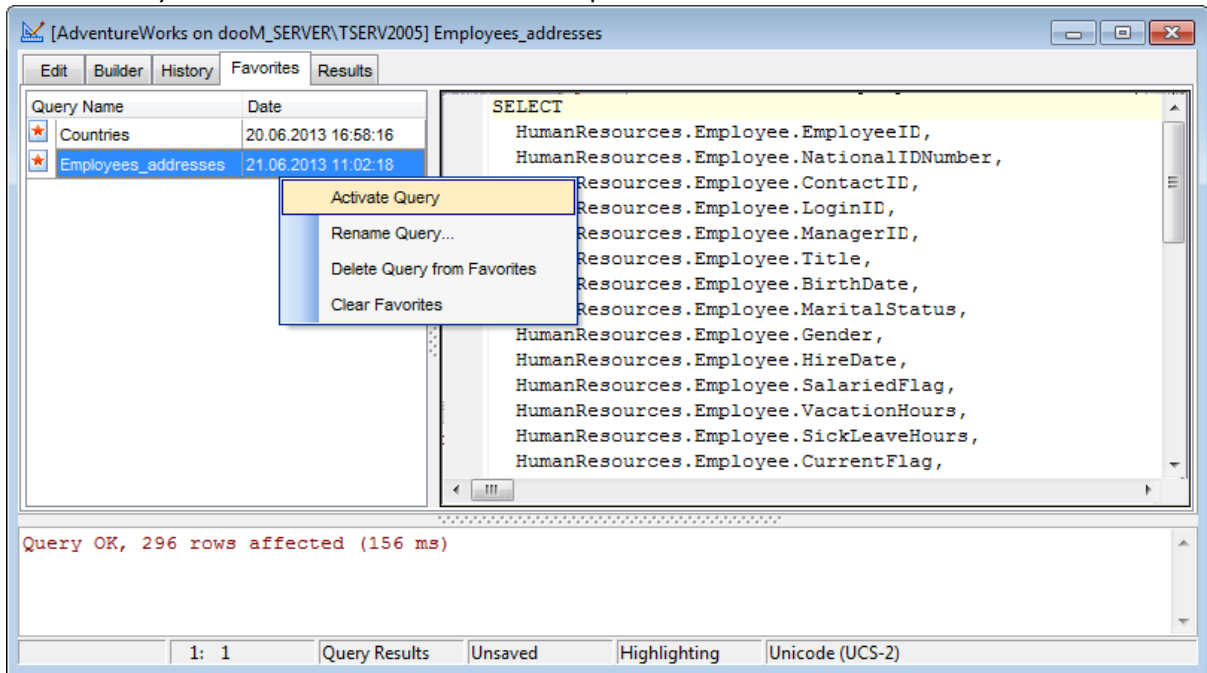 [AdventureWorks on dooM_SERVER\TSERV2005] Employees_addresses
Edit Builder History Favorites Results
Query Name Date
Countries 20.06.2013 16:58:16
Employees_addresses 21.06.2013 11:02:18
Activate Query
Rename Query...
Delete Query from Favorites
Clear Favorites
SELECT
HumanResources.Employee.EmployeeID,
HumanResources.Employee.NationalIDNumber,
Resources.Employee.ContactID,
Resources.Employee.LoginID,
Resources.Employee.ManagerID,
Resources.Employee.Title,
Resources.Employee.BirthDate,
Resources.Employee.MaritalStatus,
HumanResources.Employee.Gender,
HumanResources.Employee.HireDate,
HumanResources.Employee.SalariedFlag,
HumanResources.Employee.VacationHours,
HumanResources.Employee.SickLeaveHours,
HumanResources.Employee.CurrentFlag,
Query OK, 296 rows affected (156 ms)
1: 1 Query Results Unsaved Highlighting Unicode (UCS-2)